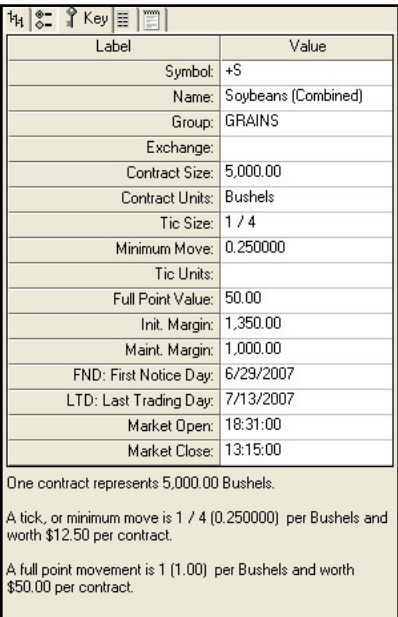 Key
Label Value
Symbol: +S
Name: Soybeans (Combined)
Group: GRAINS
Exchange:
Contract Size: 5,000.00
Contract Units: Bushels
Tic Size: 1 / 4
Minimum Move: 0.250000
Tic Units:
Full Point Value: 50.00
Init. Margin: 1,350.00
Maint. Margin: 1,000.00
FND: First Notice Day: 6/29/2007
LTD: Last Trading Day: 7/13/2007
Market Open: 18:31:00
Market Close: 13:15:00
One contract represents 5,000.00 Bushels.
A tick, or minimum move is 1 / 4 (0.250000) per Bushels and
worth $12.50 per contract.
A full point movement is 1 (1.00) per Bushels and worth
$50.00 per contract.